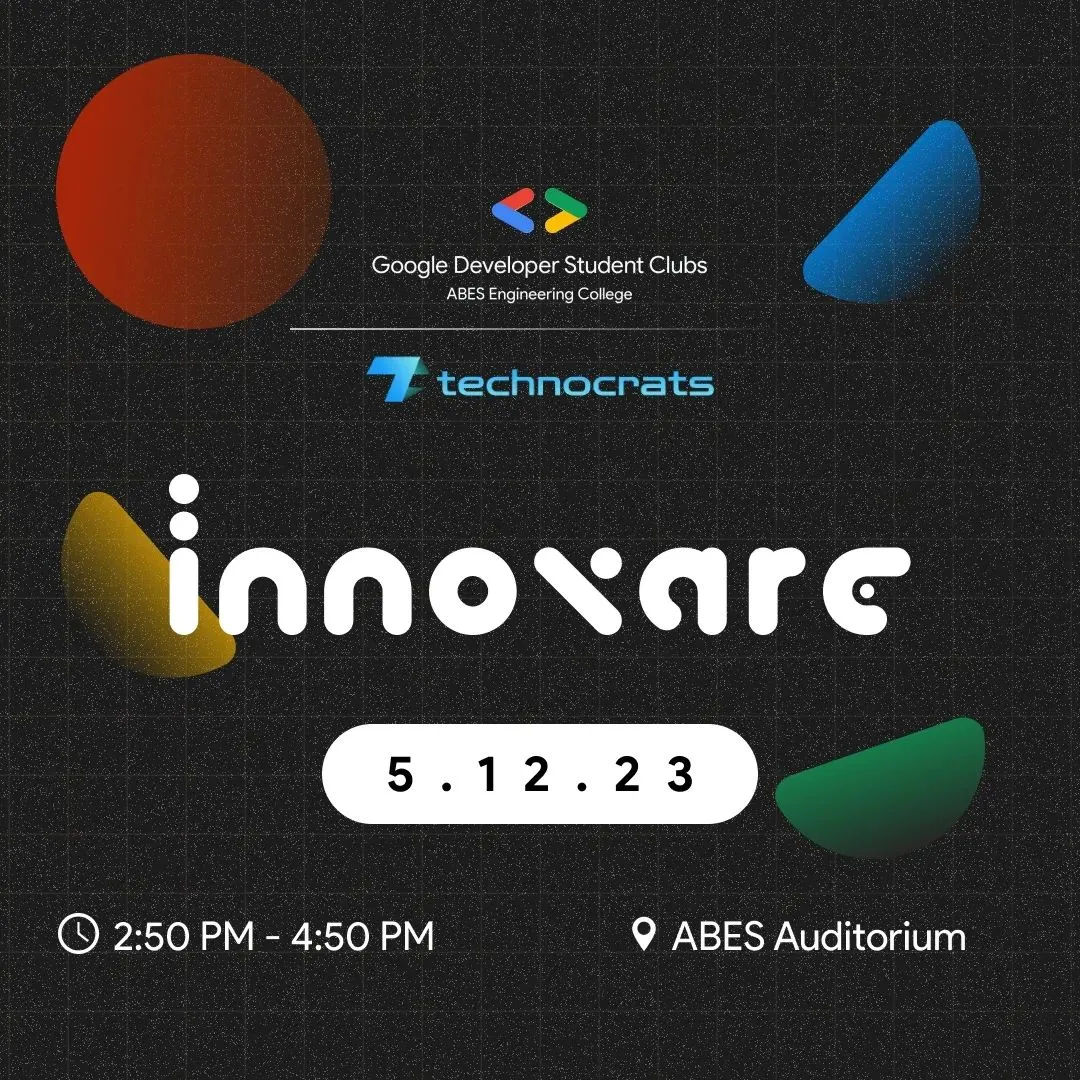 Google Developer Student Clubs
ABES Engineering College
technocrats
innovare
5.12.23
2:50 PM - 4:50 PM
ABES Auditorium